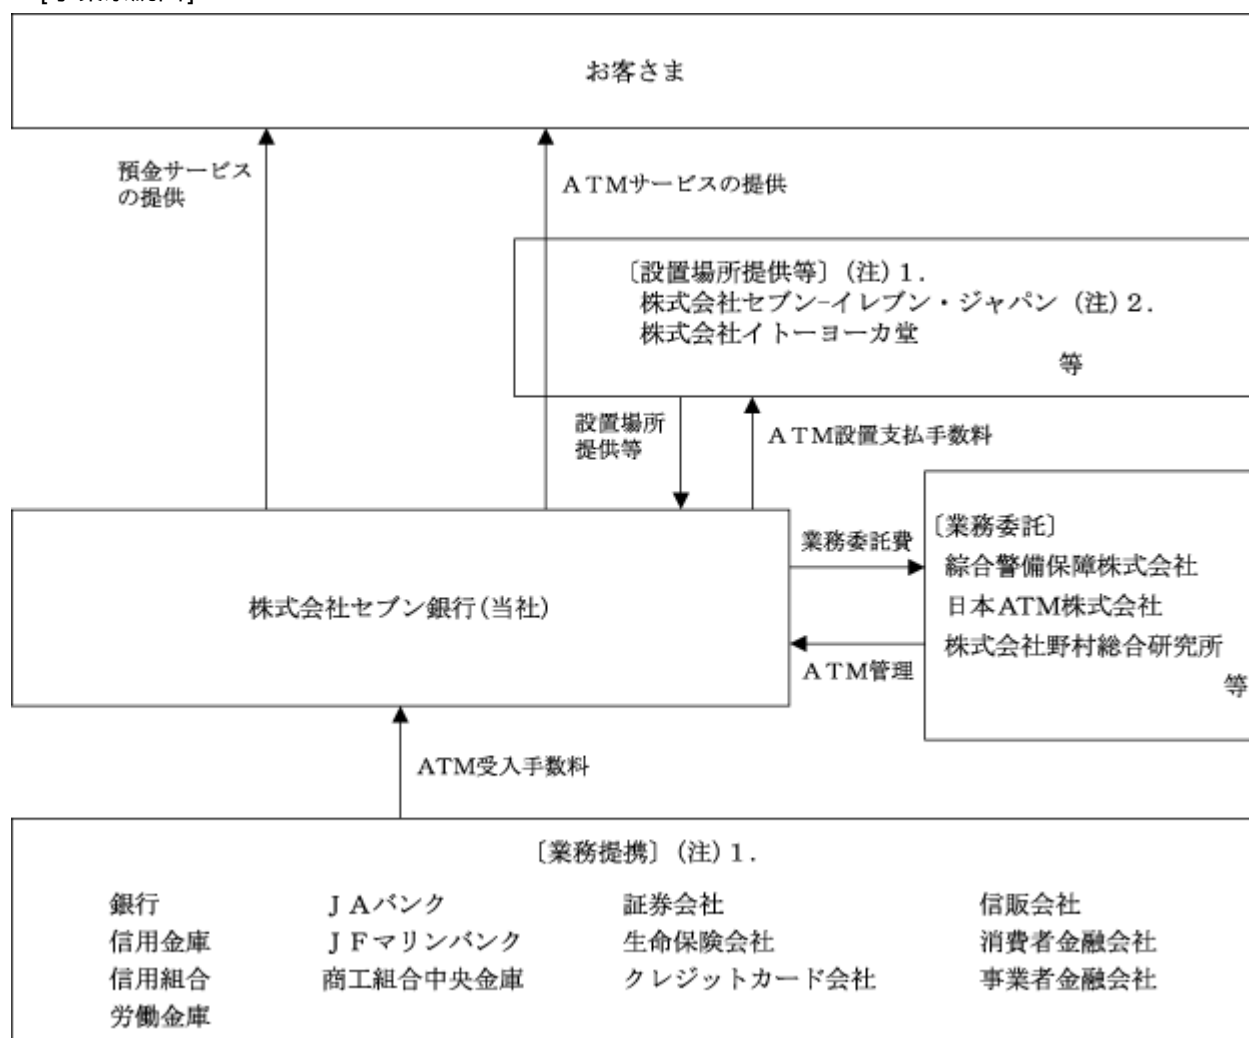 お客さま
預金サービス
の提供
ＡＴＭサービスの提供
〔設置場所提供等〕(注)１.
株式会社セブン−イレブン・ジャパン (注)２.
株式会社イトーヨーカ堂
等
設置場所
提供等
ＡＴＭ設置支払手数料
〔業務委託〕
業務委託費
綜合警備保障株式会社
株式会社セブン銀行(当社)
日本ATM株式会社
株式会社野村総合研究所
ＡＴＭ管理
等
ATM受入手数料
〔業務提携〕(注)１.
銀行 ＪＡバンク 証券会社 信販会社
信用金庫 ＪＦマリンバンク 生命保険会社 消費者金融会社
信用組合 商工組合中央金庫 クレジットカード会社 事業者金融会社
労働金庫